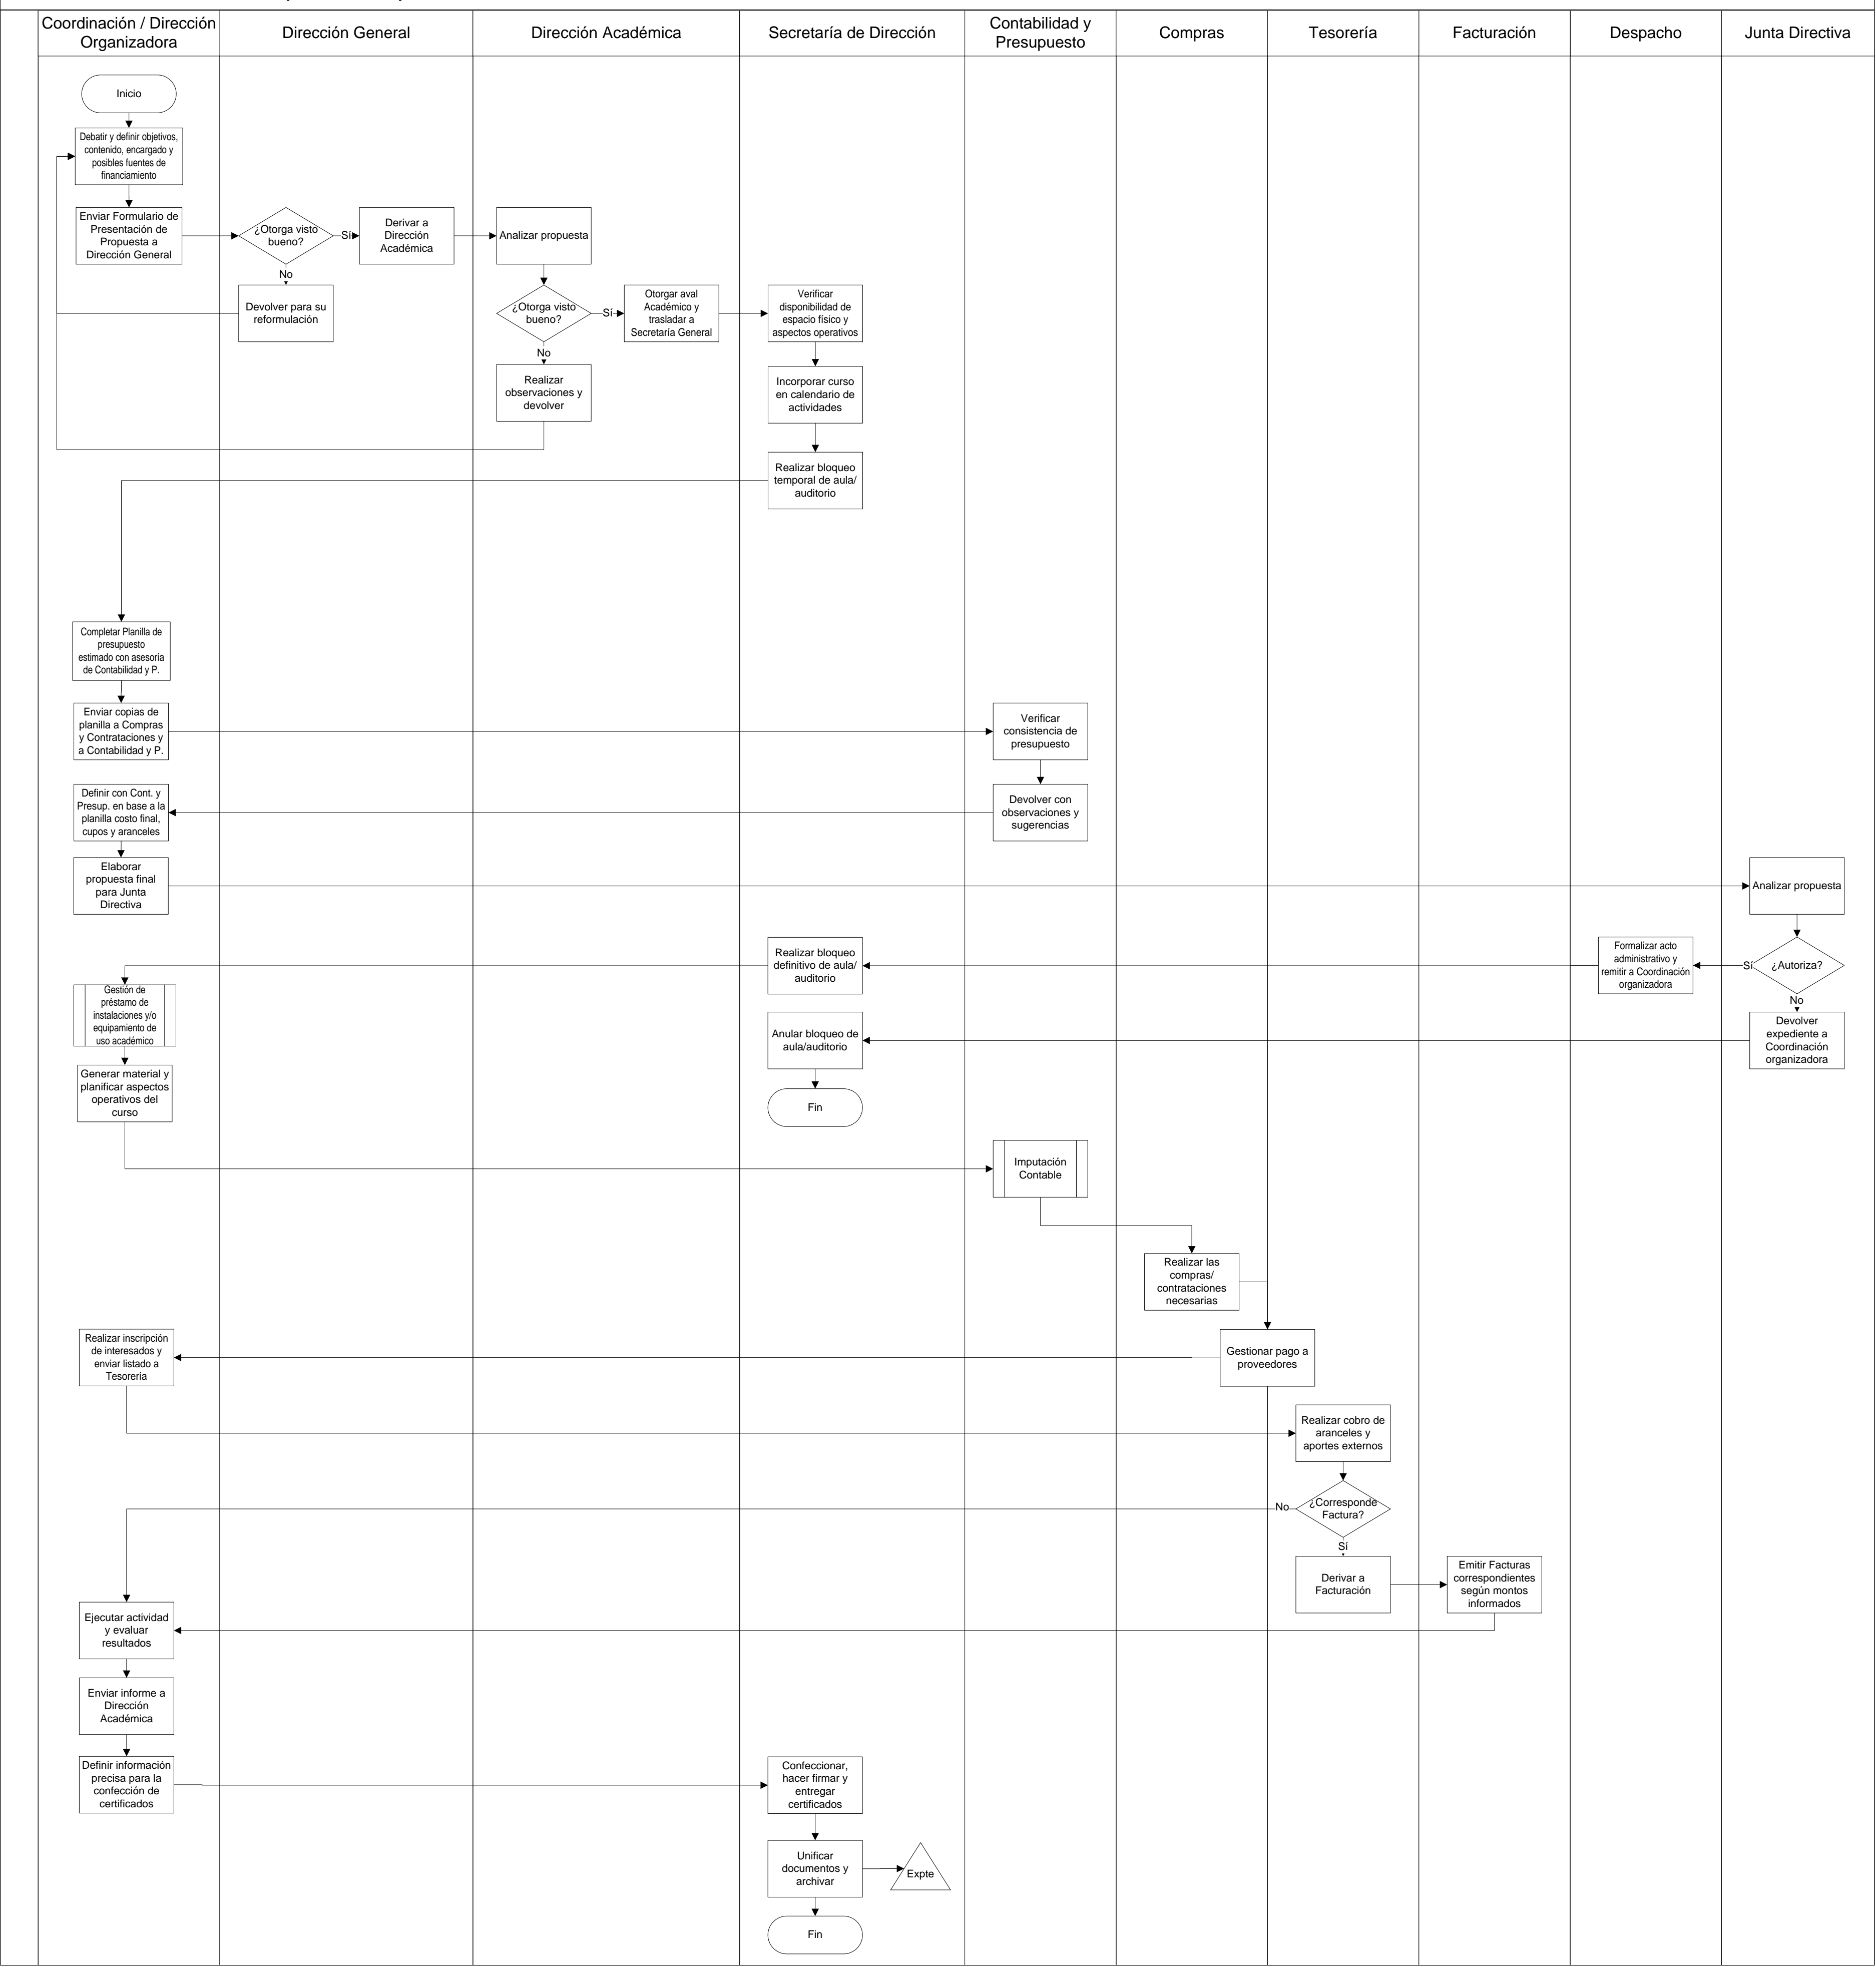 Coordinación / Dirección
Organizadora
Dirección General
Dirección Académica
Secretaría de Dirección
Contabilidad y
Presupuesto
Compras
Tesorería
Facturación
Despacho
Junta Directiva
Inicio
Debatir y definir objetivos,
contenido, encargado y
posibles fuentes de
financiamiento
Enviar Formulario de
Presentación de
Propuesta a
Dirección General
¿Otorga visto
bueno?
Sí
Derivar a
Dirección
Académica
Analizar propuesta
No
Devolver para su
reformulación
¿Otorga visto
bueno?
Sí
Otorgar aval
Académico y
trasladar a
Secretaría General
Verificar
disponibilidad de
espacio físico y
aspectos operativos
No
Realizar
observaciones y
devolver
Incorporar curso
en calendario de
actividades
Realizar bloqueo
temporal de aula/
auditorio
Completar Planilla de
presupuesto
estimado con asesoría
de Contabilidad y P.
Enviar copias de
planilla a Compras
y Contrataciones y
a Contabilidad y P.
Verificar
consistencia de
presupuesto
Definir con Cont. y
Presup. en base a la
planilla costo final,
cupos y aranceles
Devolver con
observaciones y
sugerencias
Elaborar
propuesta final
para Junta
Directiva
Analizar propuesta
Realizar bloqueo
definitivo de aula/
auditorio
Formalizar acto
administrativo y
remitir a Coordinación
organizadora
Sí
¿Autoriza?
No
Gestión de
préstamo de
instalaciones y/o
equipamiento de
uso académico
Anular bloqueo de
aula/auditorio
Devolver
expediente a
Coordinación
organizadora
Generar material y
planificar aspectos
operativos del
curso
Fin
Imputación
Contable
Realizar las
compras/
contrataciones
necesarias
Realizar inscripción
de interesados y
enviar listado a
Tesorería
Gestionar pago a
proveedores
Realizar cobro de
aranceles y
aportes externos
No
¿Corresponde
Factura?
Sí
Derivar a
Facturación
Emitir Facturas
correspondientes
según montos
informados
Ejecutar actividad
y evaluar
resultados
Enviar informe a
Dirección
Académica
Definir información
precisa para la
confección de
certificados
Confeccionar,
hacer firmar y
entregar
certificados
Unificar
documentos y
archivar
Expte
Fin